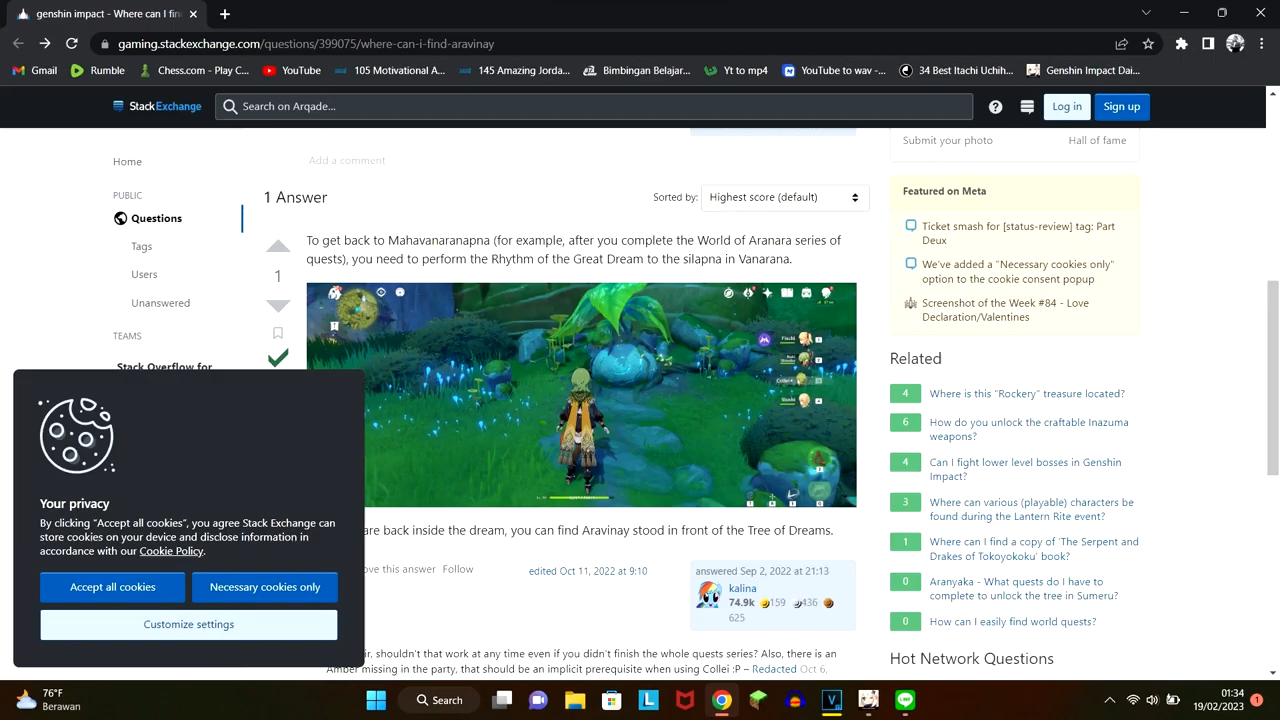 genshin impact - Where can I fin
gaming.stackexchange.com/questions/399075/where-can-i-find-aravinay
Gmail
Rumble
Chess.com - Play C...
YouTube
105 Motivational A...
145 Amazing Jorda...
Bimbingan Belajar...
Yt to mp4
YouTube to wav -...
34 Best Itachi Uchih...
Genshin Impact Dai...
StackExchange
Search on Arqade...
Log in
Sign up
Home
PUBLIC
Questions
Tags
Users
Unanswered
TEAMS
Stack Overflow for
Add a comment
1 Answer
Sorted by:
Highest score (default)
1
To get back to Mahavanaranapna (for example, after you complete the World of Aranara series of
quests), you need to perform the Rhythm of the Great Dream to the silapna in Vanarana.
are back inside the dream, you can find Aravinay stood in front of the Tree of Dreams.
ove this answer
Follow
edited Oct 11, 2022 at 9:10
answered Sep 2, 2022 at 21:13
kalina
74.9k 159 436
625
ir, shouldn't that work at any time even if you didn't finish the whole quests series? Also, there is an
Amber missing in the party, that should be an implicit prerequisite when using Collei :P – Redacted Oct 6,
Submit your photo
Hall of fame
Featured on Meta
Ticket smash for [status-review] tag: Part
Deux
We've added a "Necessary cookies only"
option to the cookie consent popup
Screenshot of the Week #84 - Love
Declaration/Valentines
Related
4 Where is this "Rockery" treasure located?
6 How do you unlock the craftable Inazuma
weapons?
4 Can I fight lower level bosses in Genshin
Impact?
3 Where can various (playable) characters be
found during the Lantern Rite event?
1 Where can I find a copy of 'The Serpent and
Drakes of Tokoyokoku' book?
0 Aranyaka - What quests do I have to
complete to unlock the tree in Sumeru?
0 How can I easily find world quests?
Hot Network Questions
Your privacy
By clicking "Accept all cookies", you agree Stack Exchange can
store cookies on your device and disclose information in
accordance with our Cookie Policy.
Accept all cookies
Necessary cookies only
Customize settings
76°F
Berawan
Search
01:34
19/02/2023
1